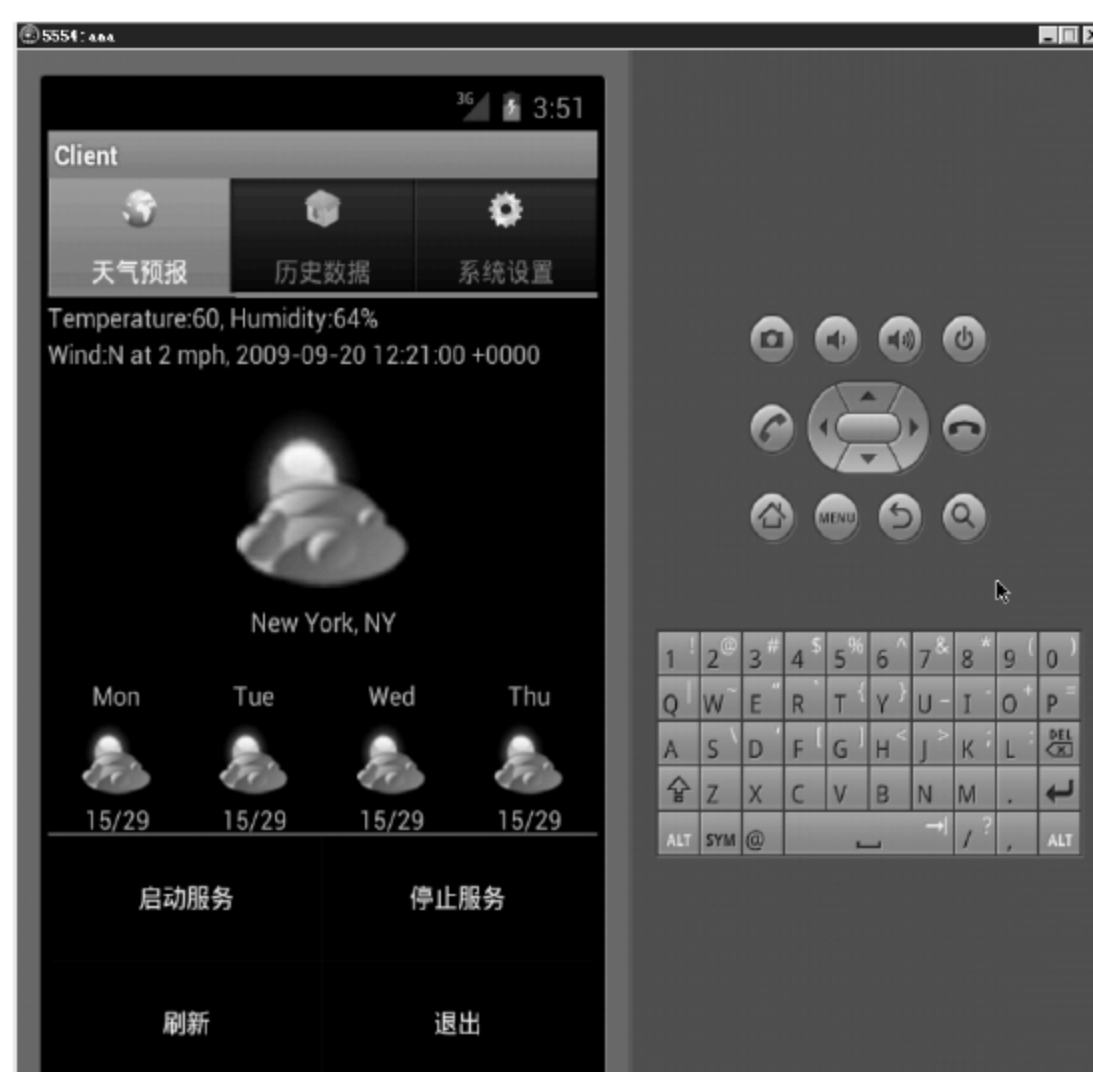 5554:aaa
3G 3:51
Client
天气预报 历史数据 系统设置
Temperature:60, Humidity:64%
Wind:N at 2 mph, 2009-09-20 12:21:00 +0000
New York, NY
Mon Tue Wed Thu
15/29 15/29 15/29 15/29
启动服务 停止服务
刷新 退出
MENU
1 ! 2 @ 3 # 4 $ 5 % 6 ^ 7 & 8 * 9 ( 0 )
Q | W ~ E " R ` T { Y } U - I - O + P =
A S \ D ' F [ G ] H < J > K ; L : DEL
Z X C V B N M .
ALT SYM @ / ? , ALT